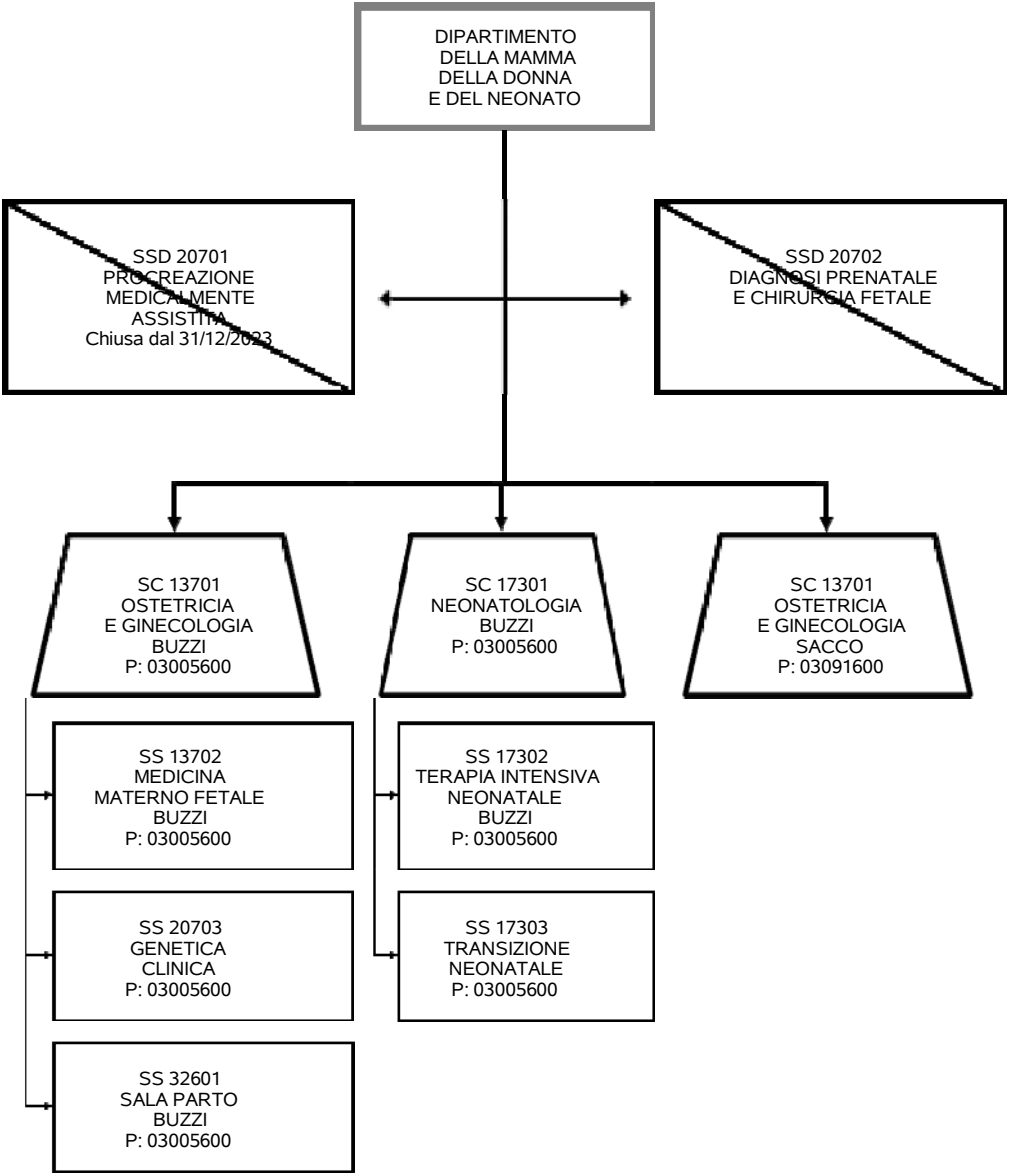 DIPARTIMENTO
DELLA MAMMA
DELLA DONNA
E DEL NEONATO
SSD 20701
PROCREAZIONE
MEDICALMENTE
ASSISTITA
Chiusa dal 31/12/2023
SSD 20702
DIAGNOSI PRENATALE
E CHIRURGIA FETALE
SC 13701
OSTETRICIA
E GINECOLOGIA
BUZZI
P: 03005600
SC 17301
NEONATOLOGIA
BUZZI
P: 03005600
SC 13701
OSTETRICIA
E GINECOLOGIA
SACCO
P: 03091600
SS 13702
MEDICINA
MATERNO FETALE
BUZZI
P: 03005600
SS 17302
TERAPIA INTENSIVA
NEONATALE
BUZZI
P: 03005600
SS 20703
GENETICA
CLINICA
P: 03005600
SS 17303
TRANSIZIONE
NEONATALE
P: 03005600
SS 32601
SALA PARTO
BUZZI
P: 03005600